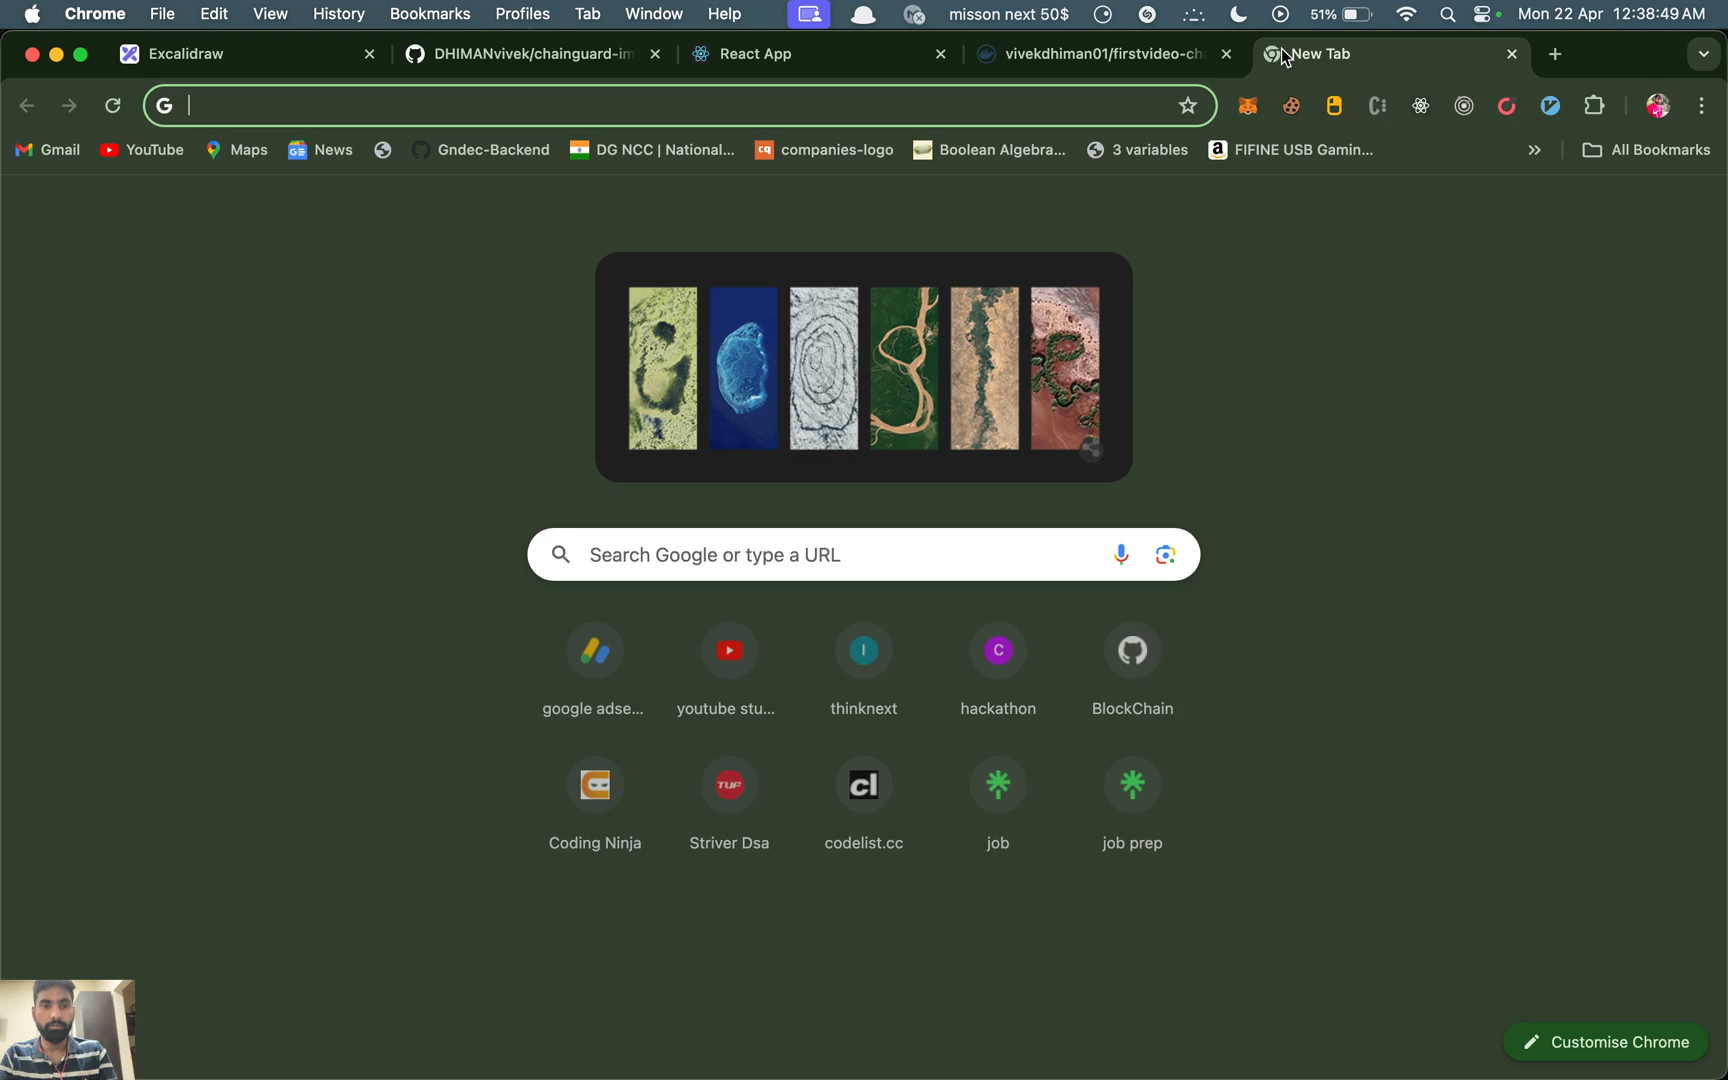 Chrome File Edit View History Bookmarks Profiles Tab Window Help misson next 50$ 51% Mon 22 Apr 12:38:49 AM
Excalidraw DHIMANvivek/chainguard-im React App vivekdhiman01/firstvideo-ch New Tab
Gmail YouTube Maps News Gndec-Backend DG NCC | National... companies-logo Boolean Algebra... 3 variables FIFINE USB Gamin... All Bookmarks
Search Google or type a URL
google adse... youtube stu... thinknext hackathon BlockChain
Coding Ninja Striver Dsa codelist.cc job job prep
Customise Chrome